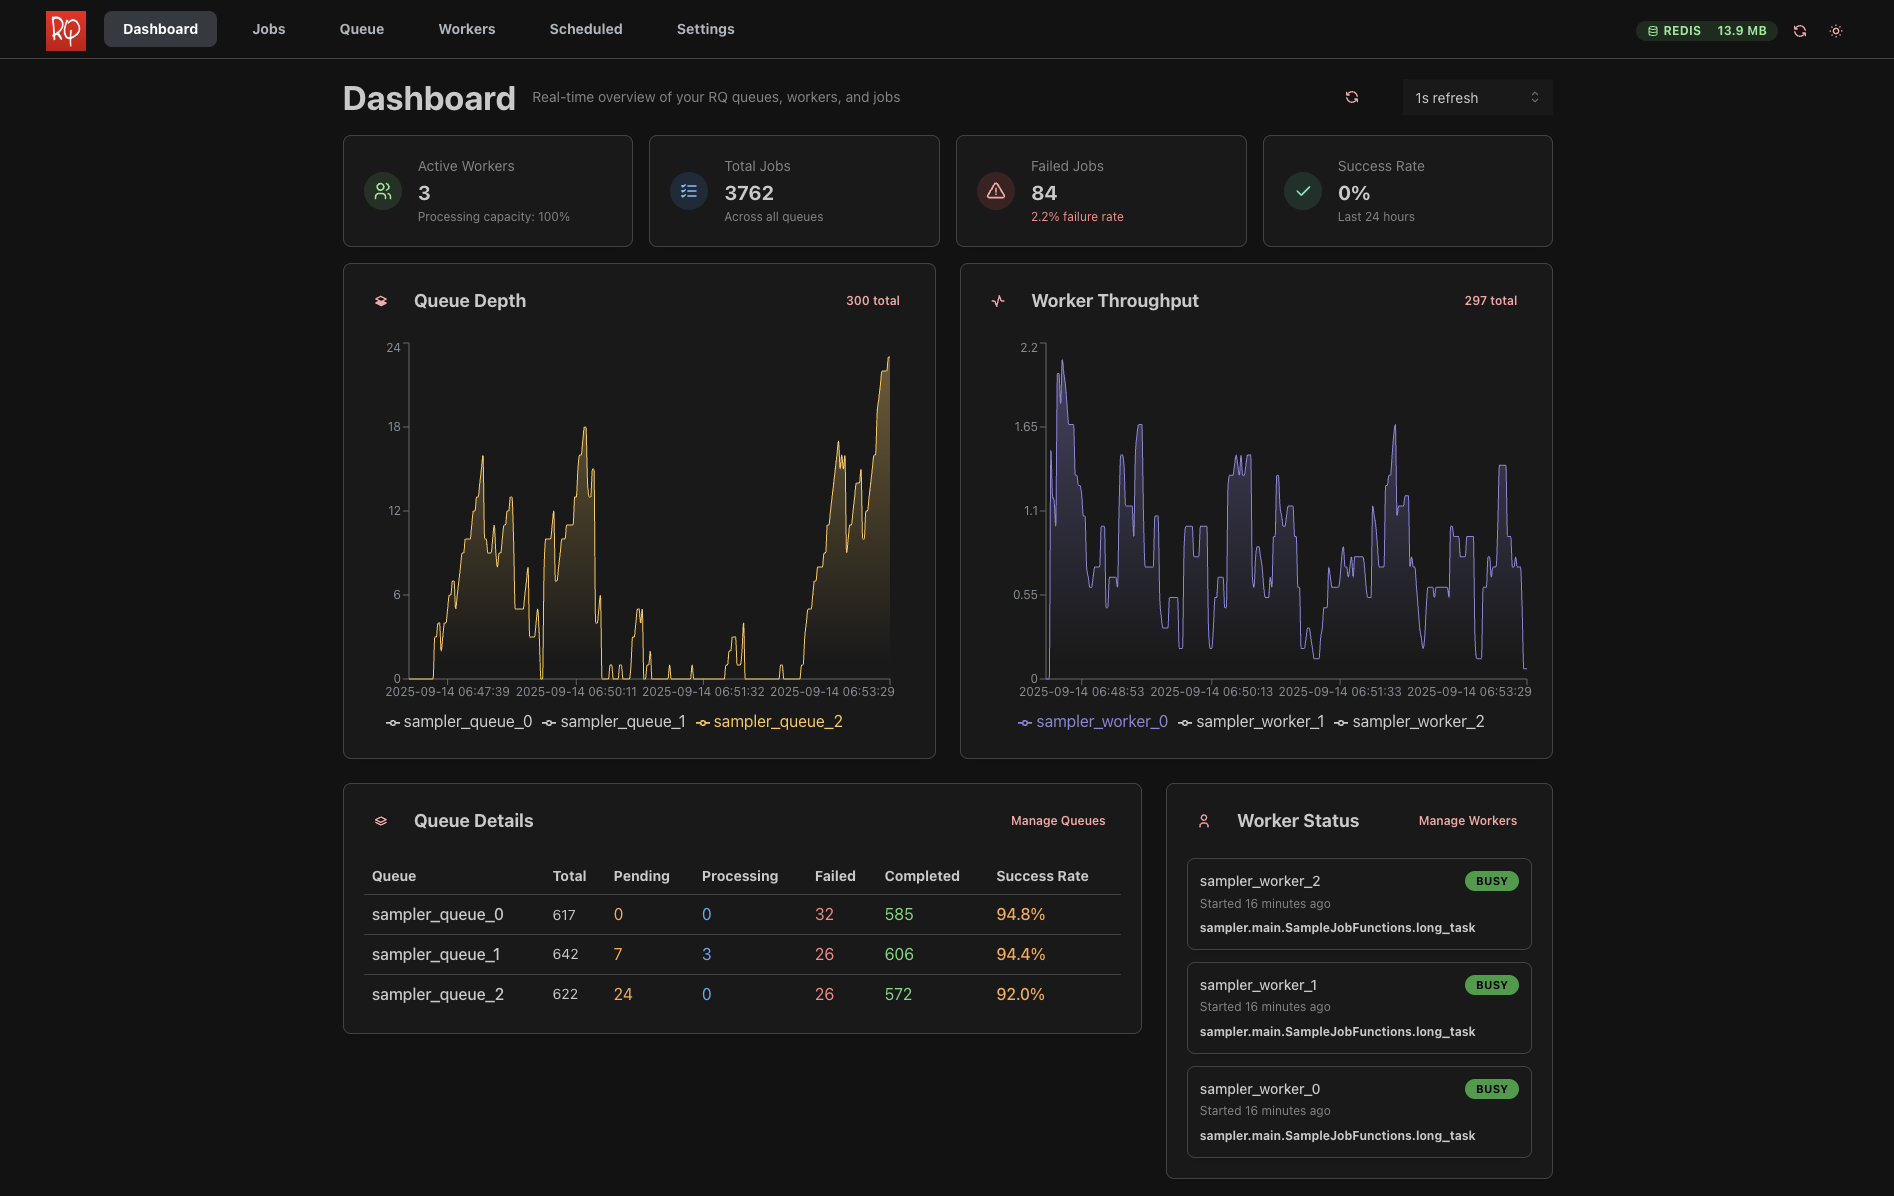 RQ
Dashboard
Jobs
Queue
Workers
Scheduled
Settings
REDIS 13.9 MB
Dashboard
Real-time overview of your RQ queues, workers, and jobs
1s refresh
Active Workers
3
Processing capacity: 100%
Total Jobs
3762
Across all queues
Failed Jobs
84
2.2% failure rate
Success Rate
0%
Last 24 hours
Queue Depth
300 total
24
18
12
6
0
2025-09-14 06:47:39 2025-09-14 06:50:11 2025-09-14 06:51:32 2025-09-14 06:53:29
sampler_queue_0 sampler_queue_1 sampler_queue_2
Worker Throughput
297 total
2.2
1.65
1.1
0.55
0
2025-09-14 06:48:53 2025-09-14 06:50:13 2025-09-14 06:51:33 2025-09-14 06:53:29
sampler_worker_0 sampler_worker_1 sampler_worker_2
Queue Details
Manage Queues
Queue Total Pending Processing Failed Completed Success Rate
sampler_queue_0 617 0 0 32 585 94.8%
sampler_queue_1 642 7 3 26 606 94.4%
sampler_queue_2 622 24 0 26 572 92.0%
Worker Status
Manage Workers
sampler_worker_2
BUSY
Started 16 minutes ago
sampler.main.SampleJobFunctions.long_task
sampler_worker_1
BUSY
Started 16 minutes ago
sampler.main.SampleJobFunctions.long_task
sampler_worker_0
BUSY
Started 16 minutes ago
sampler.main.SampleJobFunctions.long_task